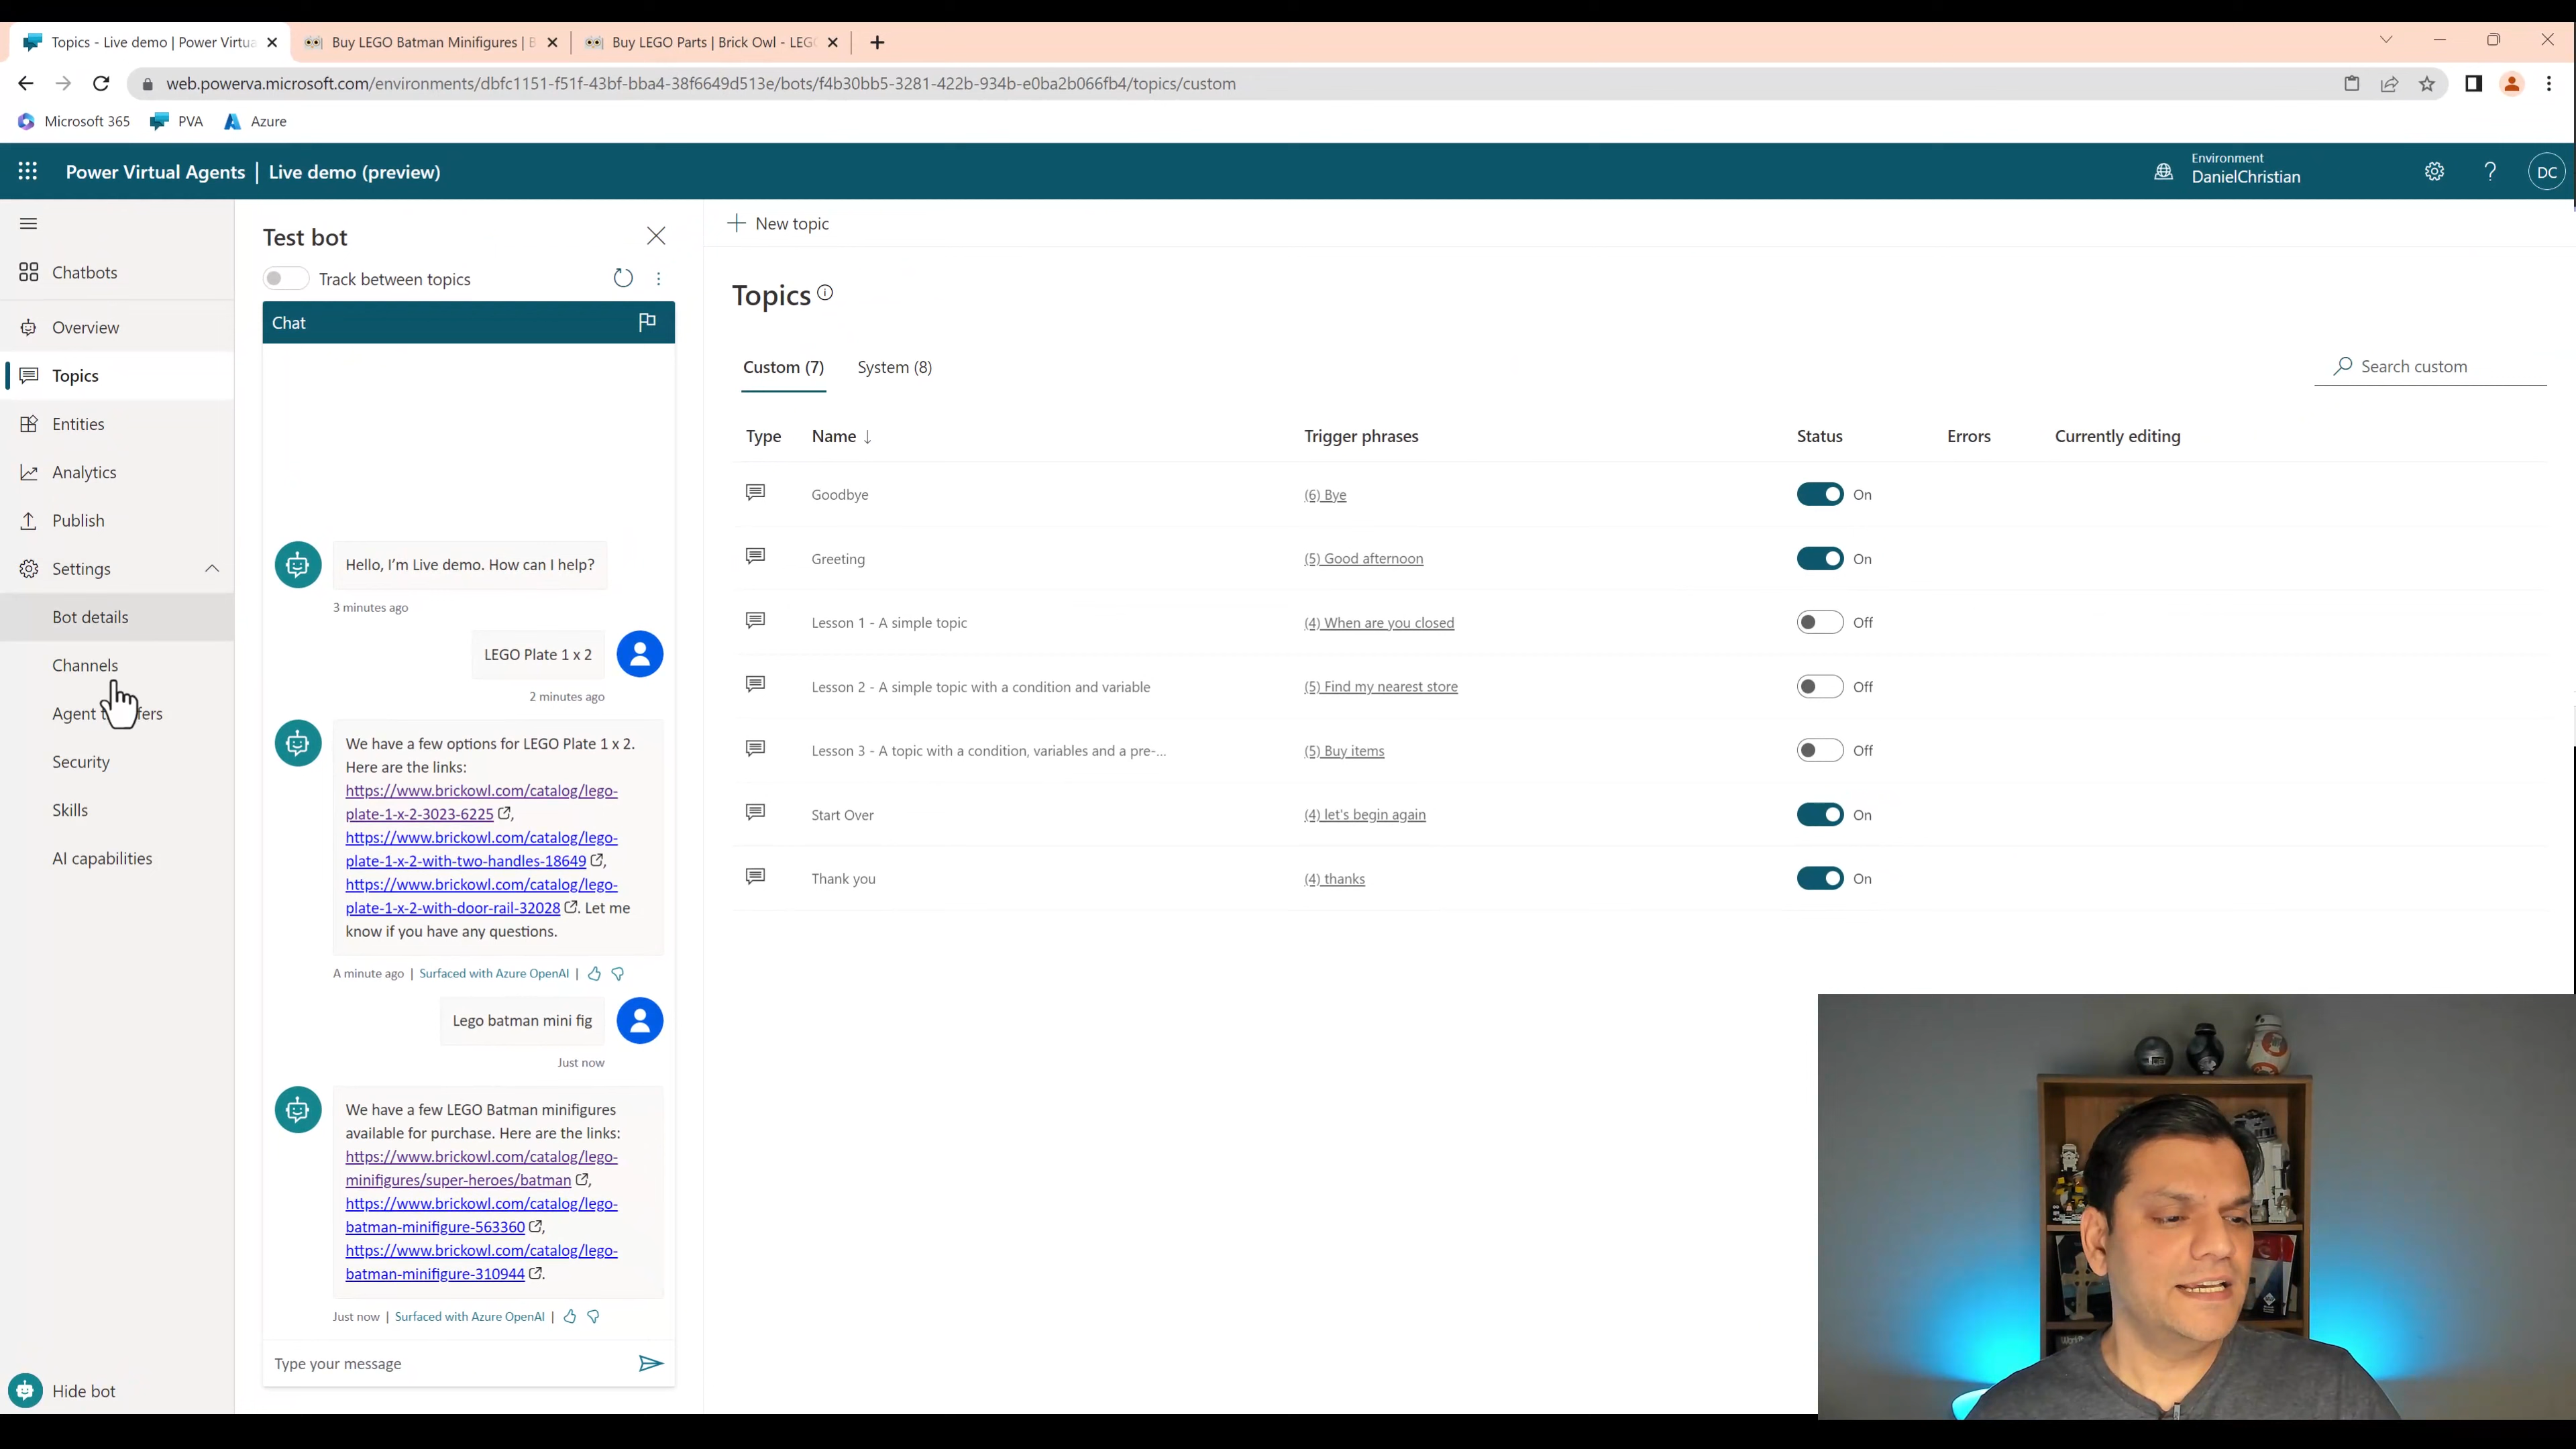 Topics - Live demo | Power Virtua
Buy LEGO Batman Minifigures | B
Buy LEGO Parts | Brick Owl - LEG
web.powerva.microsoft.com/environments/dbfc1151-f51f-43bf-bba4-38f6649d513e/bots/f4b30bb5-3281-422b-934b-e0ba2b066fb4/topics/custom
Microsoft 365
PVA
Azure
Power Virtual Agents | Live demo (preview)
Environment
DanielChristian
?
DC
Chatbots
Overview
Topics
Entities
Analytics
Publish
Settings
Bot details
Channels
Agent t fers
Security
Skills
AI capabilities
Hide bot
Test bot
Track between topics
Chat
Hello, I'm Live demo. How can I help?
3 minutes ago
LEGO Plate 1 x 2
2 minutes ago
We have a few options for LEGO Plate 1 x 2.
Here are the links:
https://www.brickowl.com/catalog/lego-
plate-1-x-2-3023-6225,
https://www.brickowl.com/catalog/lego-
plate-1-x-2-with-two-handles-18649,
https://www.brickowl.com/catalog/lego-
plate-1-x-2-with-door-rail-32028. Let me
know if you have any questions.
A minute ago | Surfaced with Azure OpenAI |
Lego batman mini fig
Just now
We have a few LEGO Batman minifigures
available for purchase. Here are the links:
https://www.brickowl.com/catalog/lego-
minifigures/super-heroes/batman,
https://www.brickowl.com/catalog/lego-
batman-minifigure-563360,
https://www.brickowl.com/catalog/lego-
batman-minifigure-310944.
Just now | Surfaced with Azure OpenAI |
Type your message
New topic
Topics
Custom (7)
System (8)
Search custom
Type Name ↓ Trigger phrases Status Errors Currently editing
Goodbye (6) Bye On
Greeting (5) Good afternoon On
Lesson 1 - A simple topic (4) When are you closed Off
Lesson 2 - A simple topic with a condition and variable (5) Find my nearest store Off
Lesson 3 - A topic with a condition, variables and a pre-... (5) Buy items Off
Start Over (4) let's begin again On
Thank you (4) thanks On